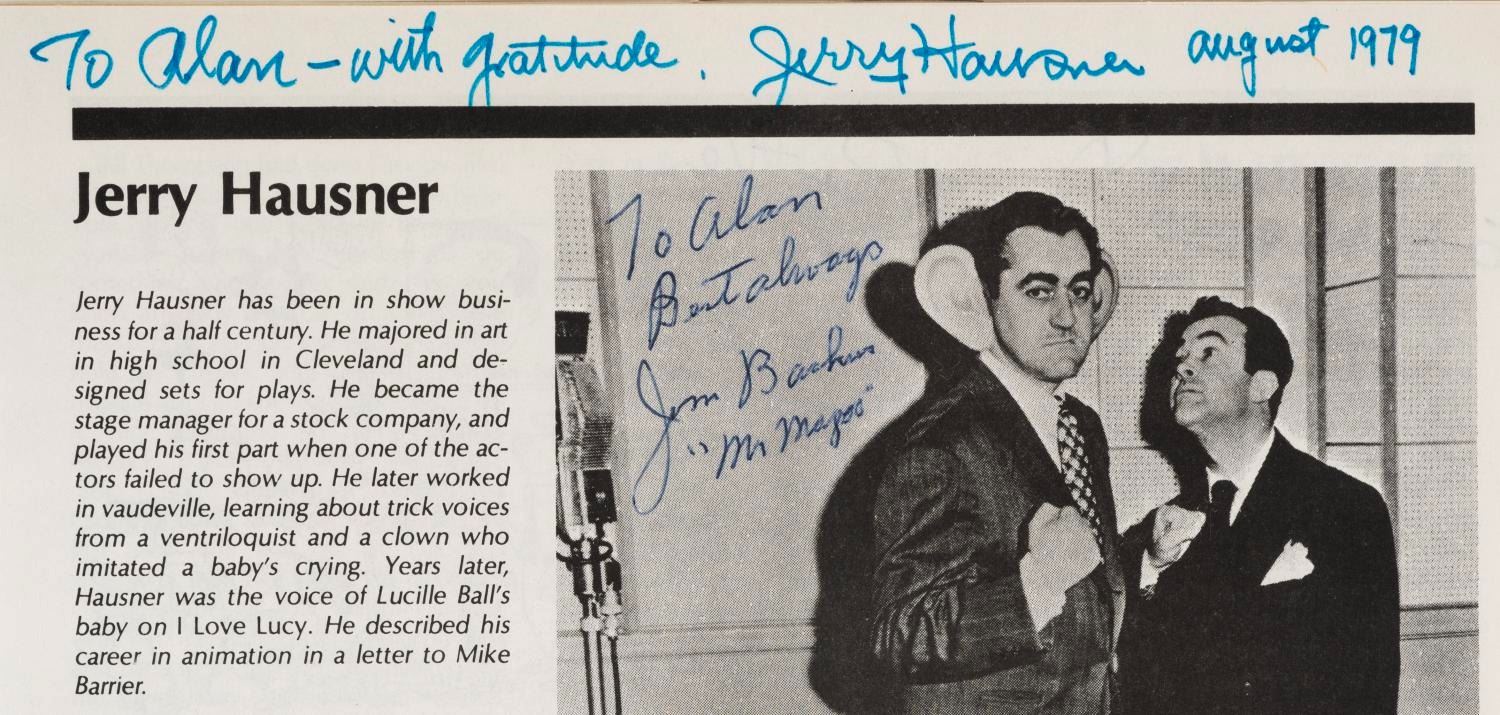 To Alan – with gratitude, Jerry Hausner august 1979
Jerry Hausner
Jerry Hausner has been in show busi-
ness for a half century. He majored in art
in high school in Cleveland and de-
signed sets for plays. He became the
stage manager for a stock company, and
played his first part when one of the ac-
tors failed to show up. He later worked
in vaudeville, learning about trick voices
from a ventriloquist and a clown who
imitated a baby's crying. Years later,
Hausner was the voice of Lucille Ball's
baby on I Love Lucy. He described his
career in animation in a letter to Mike
Barrier.
To Alan
Best always
Jim Backus
"Mr Magoo"